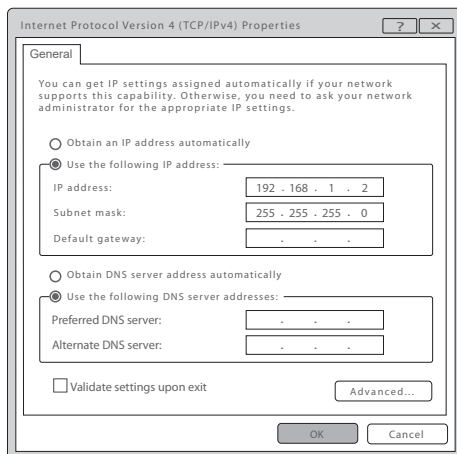 Internet Protocol Version 4 (TCP/IPv4) Properties ? ×
General
You can get IP settings assigned automatically if your network
supports this capability. Otherwise, you need to ask your network
administrator for the appropriate IP settings.
Obtain an IP address automatically
Use the following IP address:
IP address: 192 . 168 . 1 . 2
Subnet mask: 255 . 255 . 255 . 0
Default gateway: . . .
Obtain DNS server address automatically
Use the following DNS server addresses:
Preferred DNS server: . . .
Alternate DNS server: . . .
Validate settings upon exit
Advanced...
OK Cancel